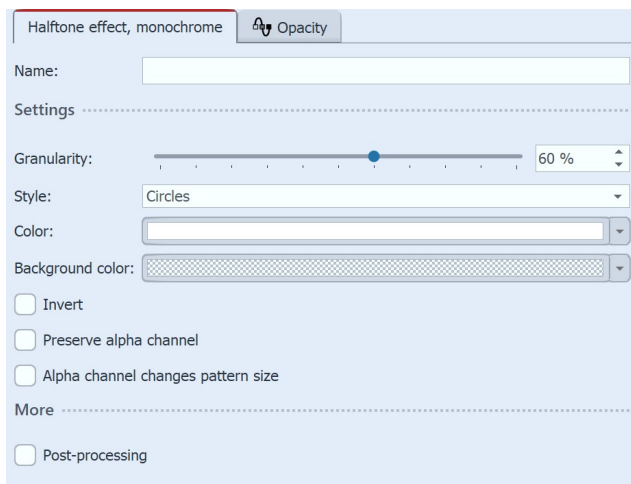 Halftone effect, monochrome Opacity
Name:
Settings
Granularity: 60 %
Style: Circles
Color:
Background color:
Invert
Preserve alpha channel
Alpha channel changes pattern size
More
Post-processing